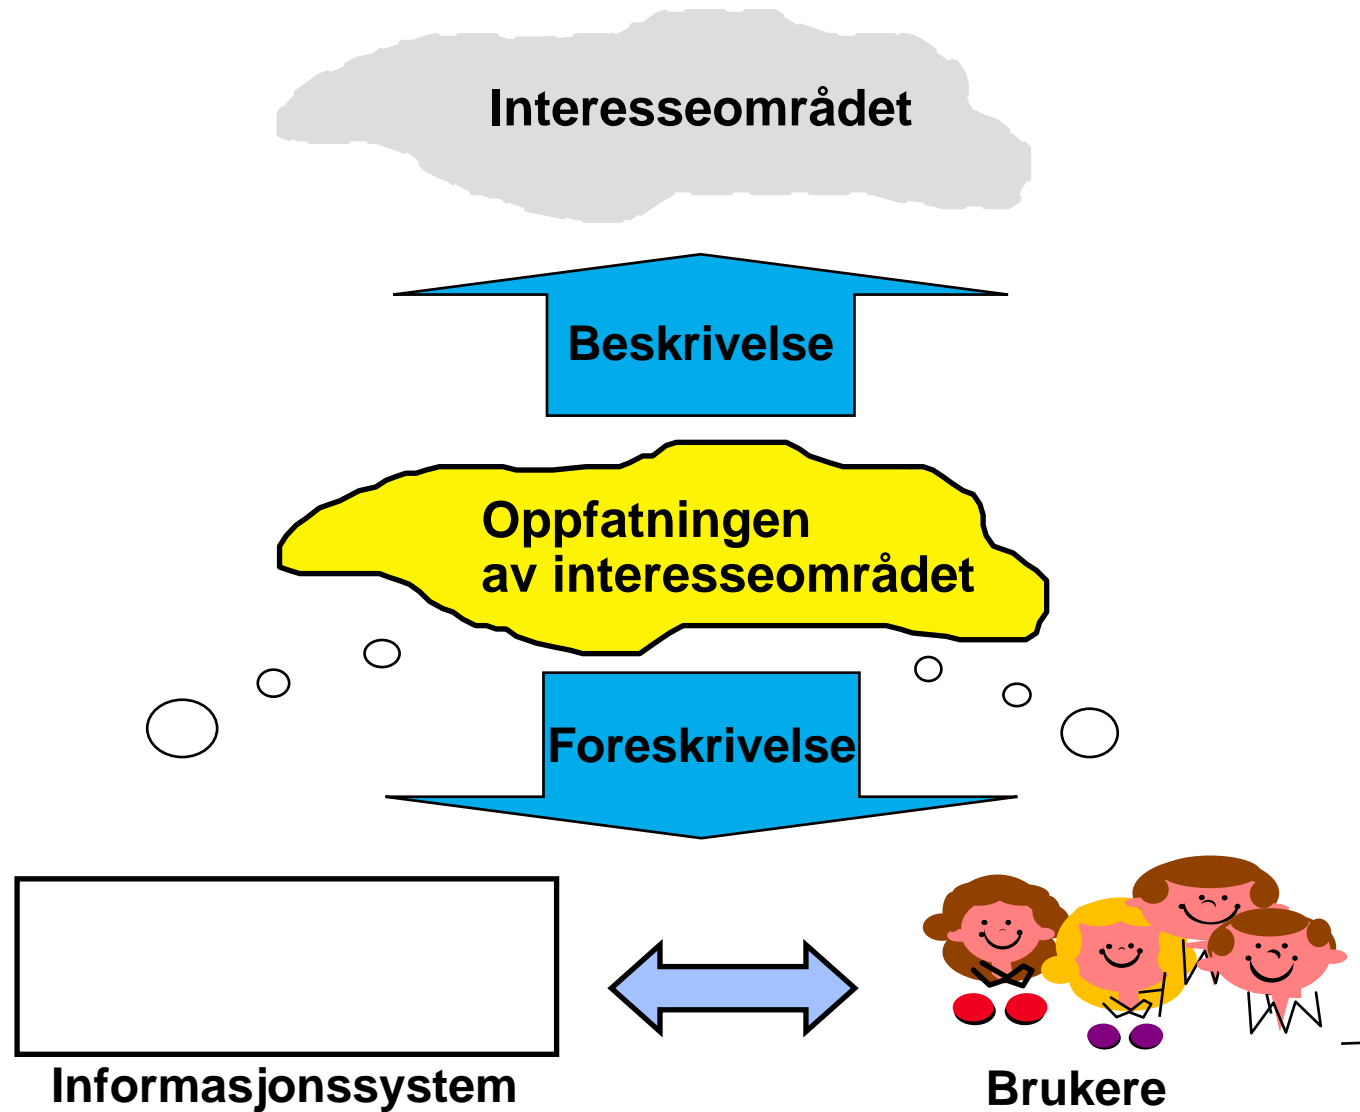 Interesseområdet
Beskrivelse
Oppfatningen
av interesseområdet
Foreskrivelse
Informasjonssystem
Brukere